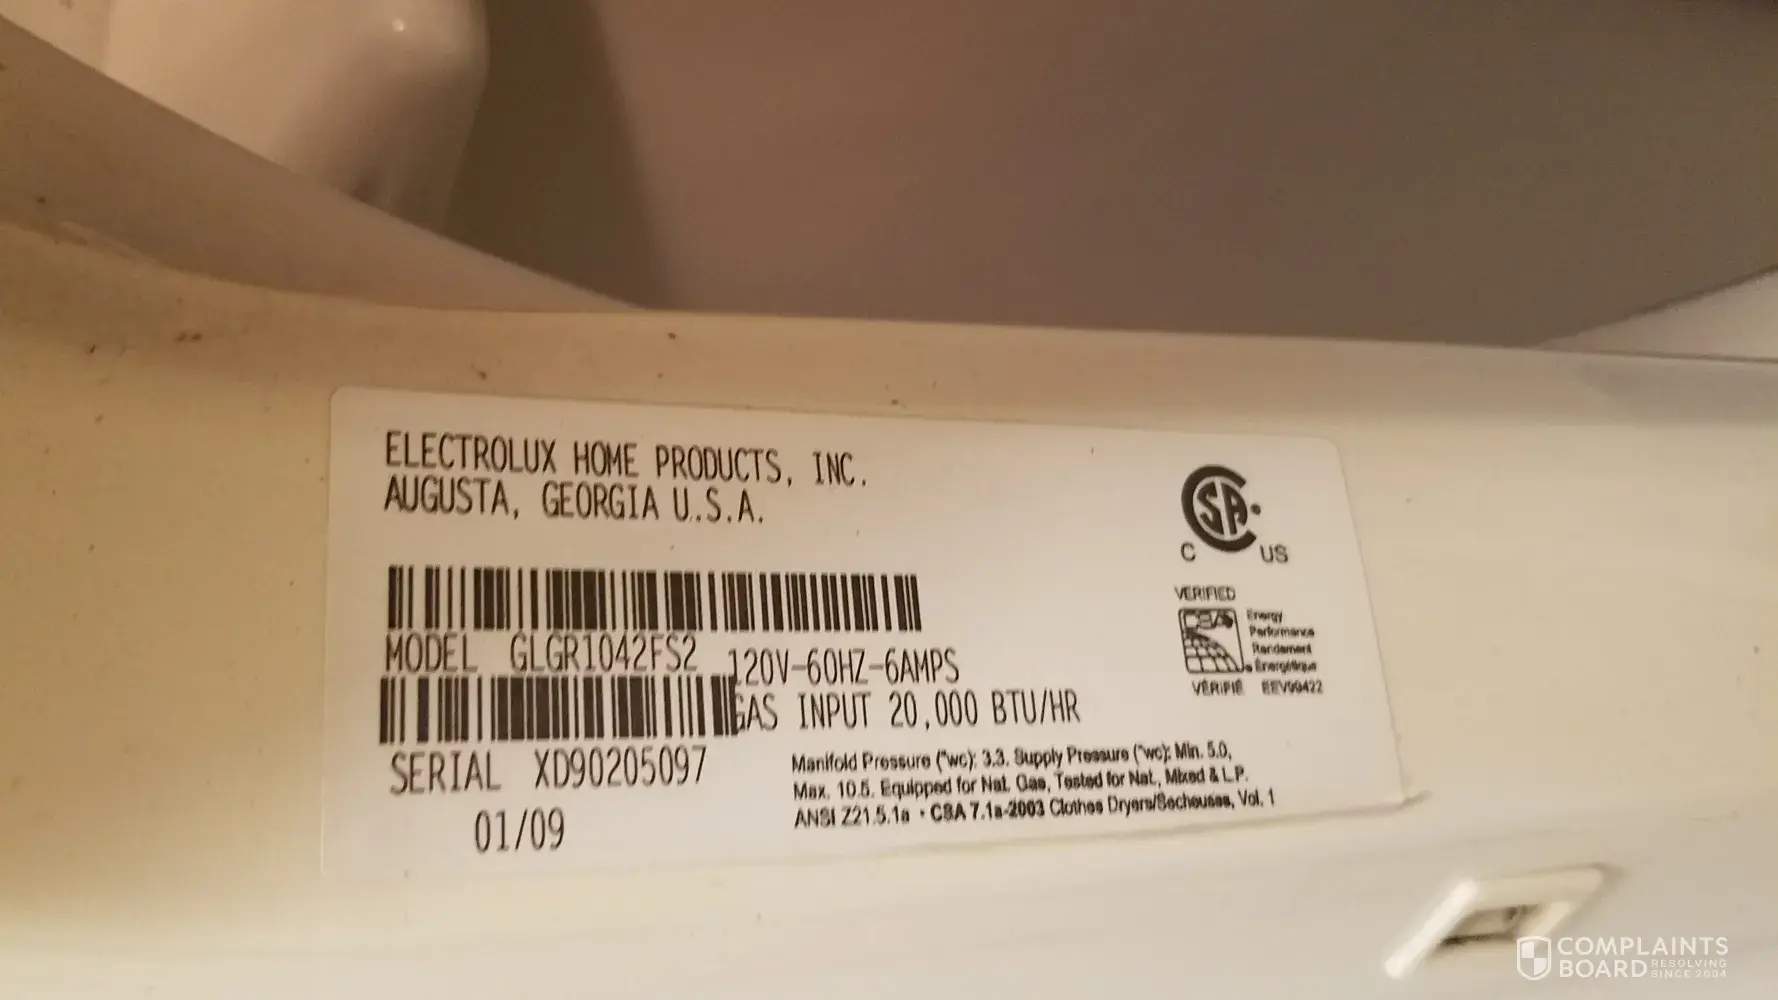 ELECTROLUX HOME PRODUCTS, INC.
AUGUSTA, GEORGIA U.S.A.
CSA
C US
VERIFIED
Energy
Performance
Rendement
Énergétique
VÉRIFIÉ EEV99422
MODEL GLGR1042FS2
120V-60HZ-6AMPS
GAS INPUT 20,000 BTU/HR
SERIAL XD90205097
01/09
Manifold Pressure ("wc): 3.3. Supply Pressure ("wc): Min. 5.0,
Max. 10.5. Equipped for Nat. Gas, Tested for Nat., Mixed & L.P.
ANSI Z21.5.1a • CSA 7.1a-2003 Clothes Dryers/Secheuses, Vol. 1
COMPLAINTS
BOARD RESOLVING
SINCE 2004